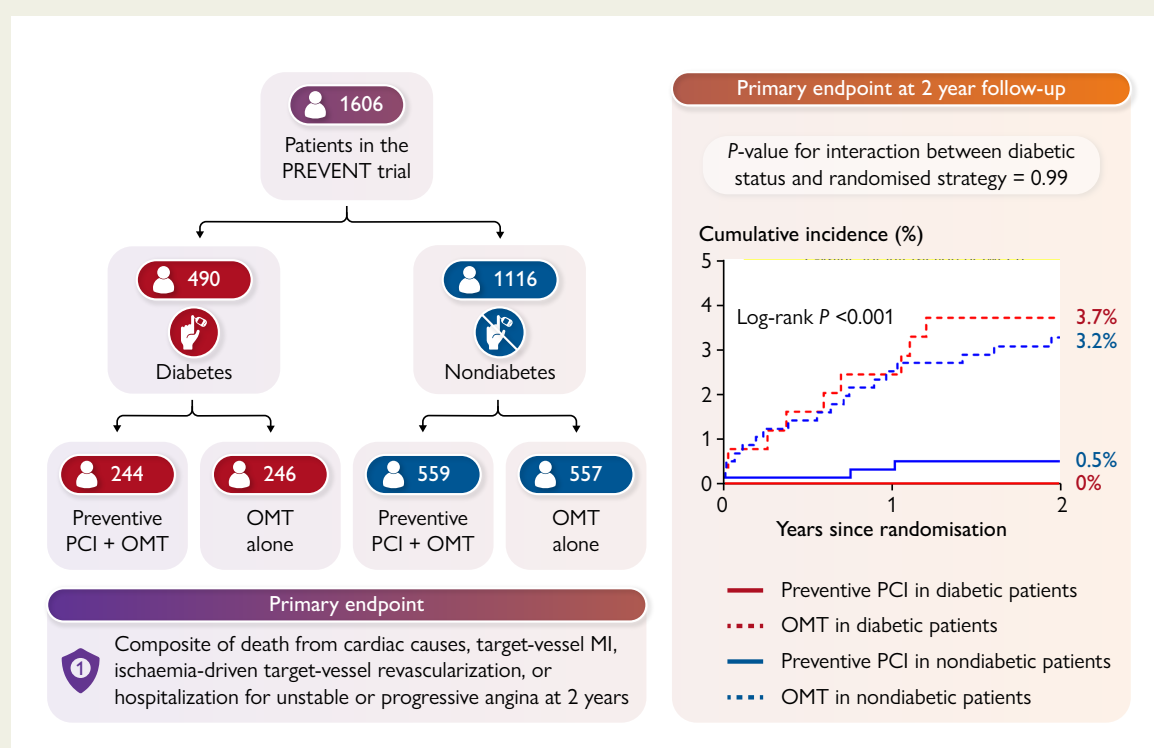 1606
Patients in the
PREVENT trial
490
Diabetes
1116
Nondiabetes
244
Preventive
PCI + OMT
246
OMT
alone
559
Preventive
PCI + OMT
557
OMT
alone
Primary endpoint
1
Composite of death from cardiac causes, target-vessel MI,
ischaemia-driven target-vessel revascularization, or
hospitalization for unstable or progressive angina at 2 years
Primary endpoint at 2 year follow-up
P-value for interaction between diabetic
status and randomised strategy = 0.99
Cumulative incidence (%)
5
4
3
2
1
0
Log-rank P <0.001
3.7%
3.2%
0.5%
0%
0 1 2
Years since randomisation
Preventive PCI in diabetic patients
OMT in diabetic patients
Preventive PCI in nondiabetic patients
OMT in nondiabetic patients